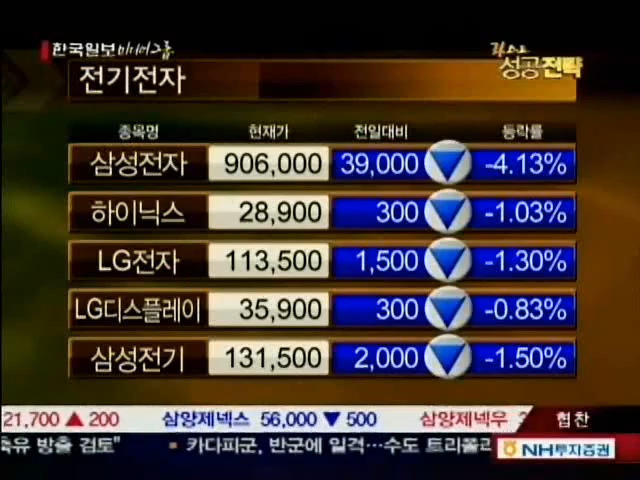 한국일보 미디어그룹
성공전략
전기전자
종목명 현재가 전일대비 등락률
삼성전자 906,000 39,000 ▼ -4.13%
하이닉스 28,900 300 ▼ -1.03%
LG전자 113,500 1,500 ▼ -1.30%
LG디스플레이 35,900 300 ▼ -0.83%
삼성전기 131,500 2,000 ▼ -1.50%
21,700 ▲ 200 삼양제넥스 56,000 ▼ 500 삼양제넥우 협찬
축유 방출 검토" ▪ 카다피군, 반군에 일격…수도 트리폴리 NH투자증권